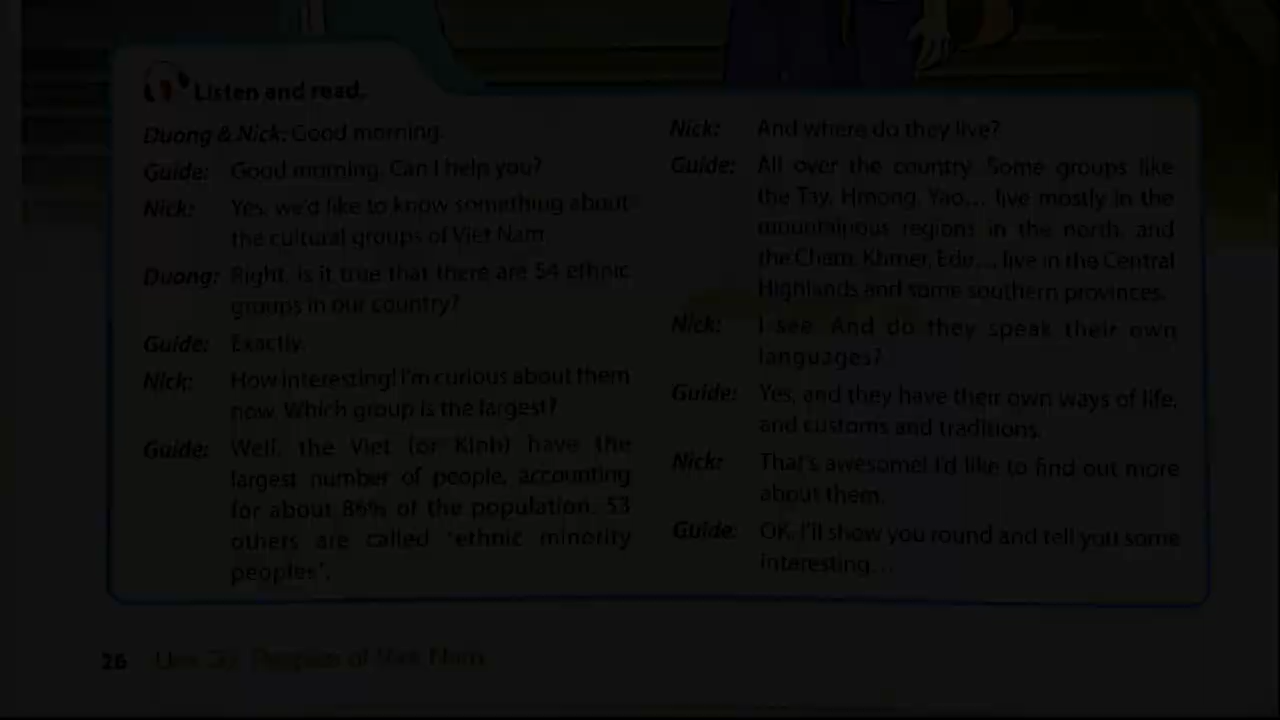 Listen and read.
Duong & Nick: Good morning.
Guide: Good morning. Can I help you?
Nick: Yes, we'd like to know something about
the cultural groups of Viet Nam.
Duong: Right. Is it true that there are 54 ethnic
groups in our country?
Guide: Exactly.
Nick: How interesting! I'm curious about them
now. Which group is the largest?
Guide: Well, the Viet (or Kinh) have the
largest number of people, accounting
for about 86% of the population. 53
others are called 'ethnic minority
peoples'.
Nick: And where do they live?
Guide: All over the country. Some groups like
the Tay, Hmong, Yao... live mostly in the
mountainous regions in the north, and
the Cham, Khmer, Ede... live in the Central
Highlands and some southern provinces.
Nick: I see. And do they speak their own
languages?
Guide: Yes, and they have their own ways of life,
and customs and traditions.
Nick: That's awesome! I'd like to find out more
about them.
Guide: OK. I'll show you round and tell you some
interesting...
26 Unit 3: Peoples of Viet Nam